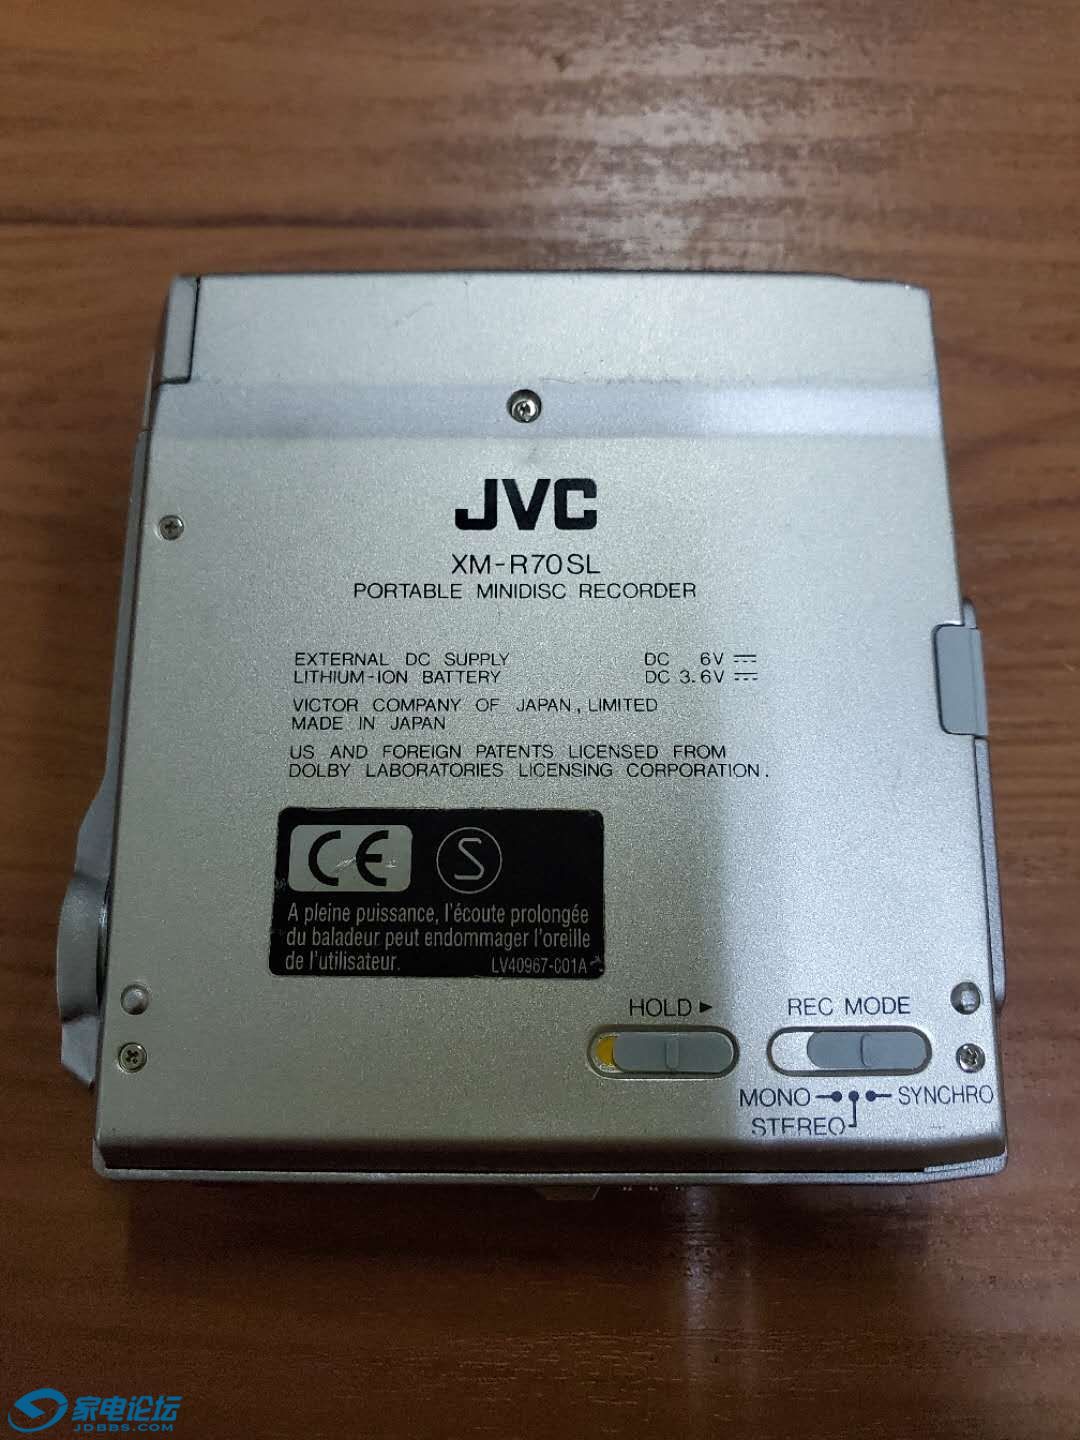 JVC
XM-R70SL
PORTABLE MINIDISC RECORDER
EXTERNAL DC SUPPLY DC 6V
LITHIUM-ION BATTERY DC 3.6V
VICTOR COMPANY OF JAPAN, LIMITED
MADE IN JAPAN
US AND FOREIGN PATENTS LICENSED FROM
DOLBY LABORATORIES LICENSING CORPORATION.
CE S
A pleine puissance, l'écoute prolongée
du baladeur peut endommager l'oreille
de l'utilisateur. LV40967-001A
HOLD ► REC MODE
MONO SYNCHRO
STEREO
家电论坛
JDBBS.COM